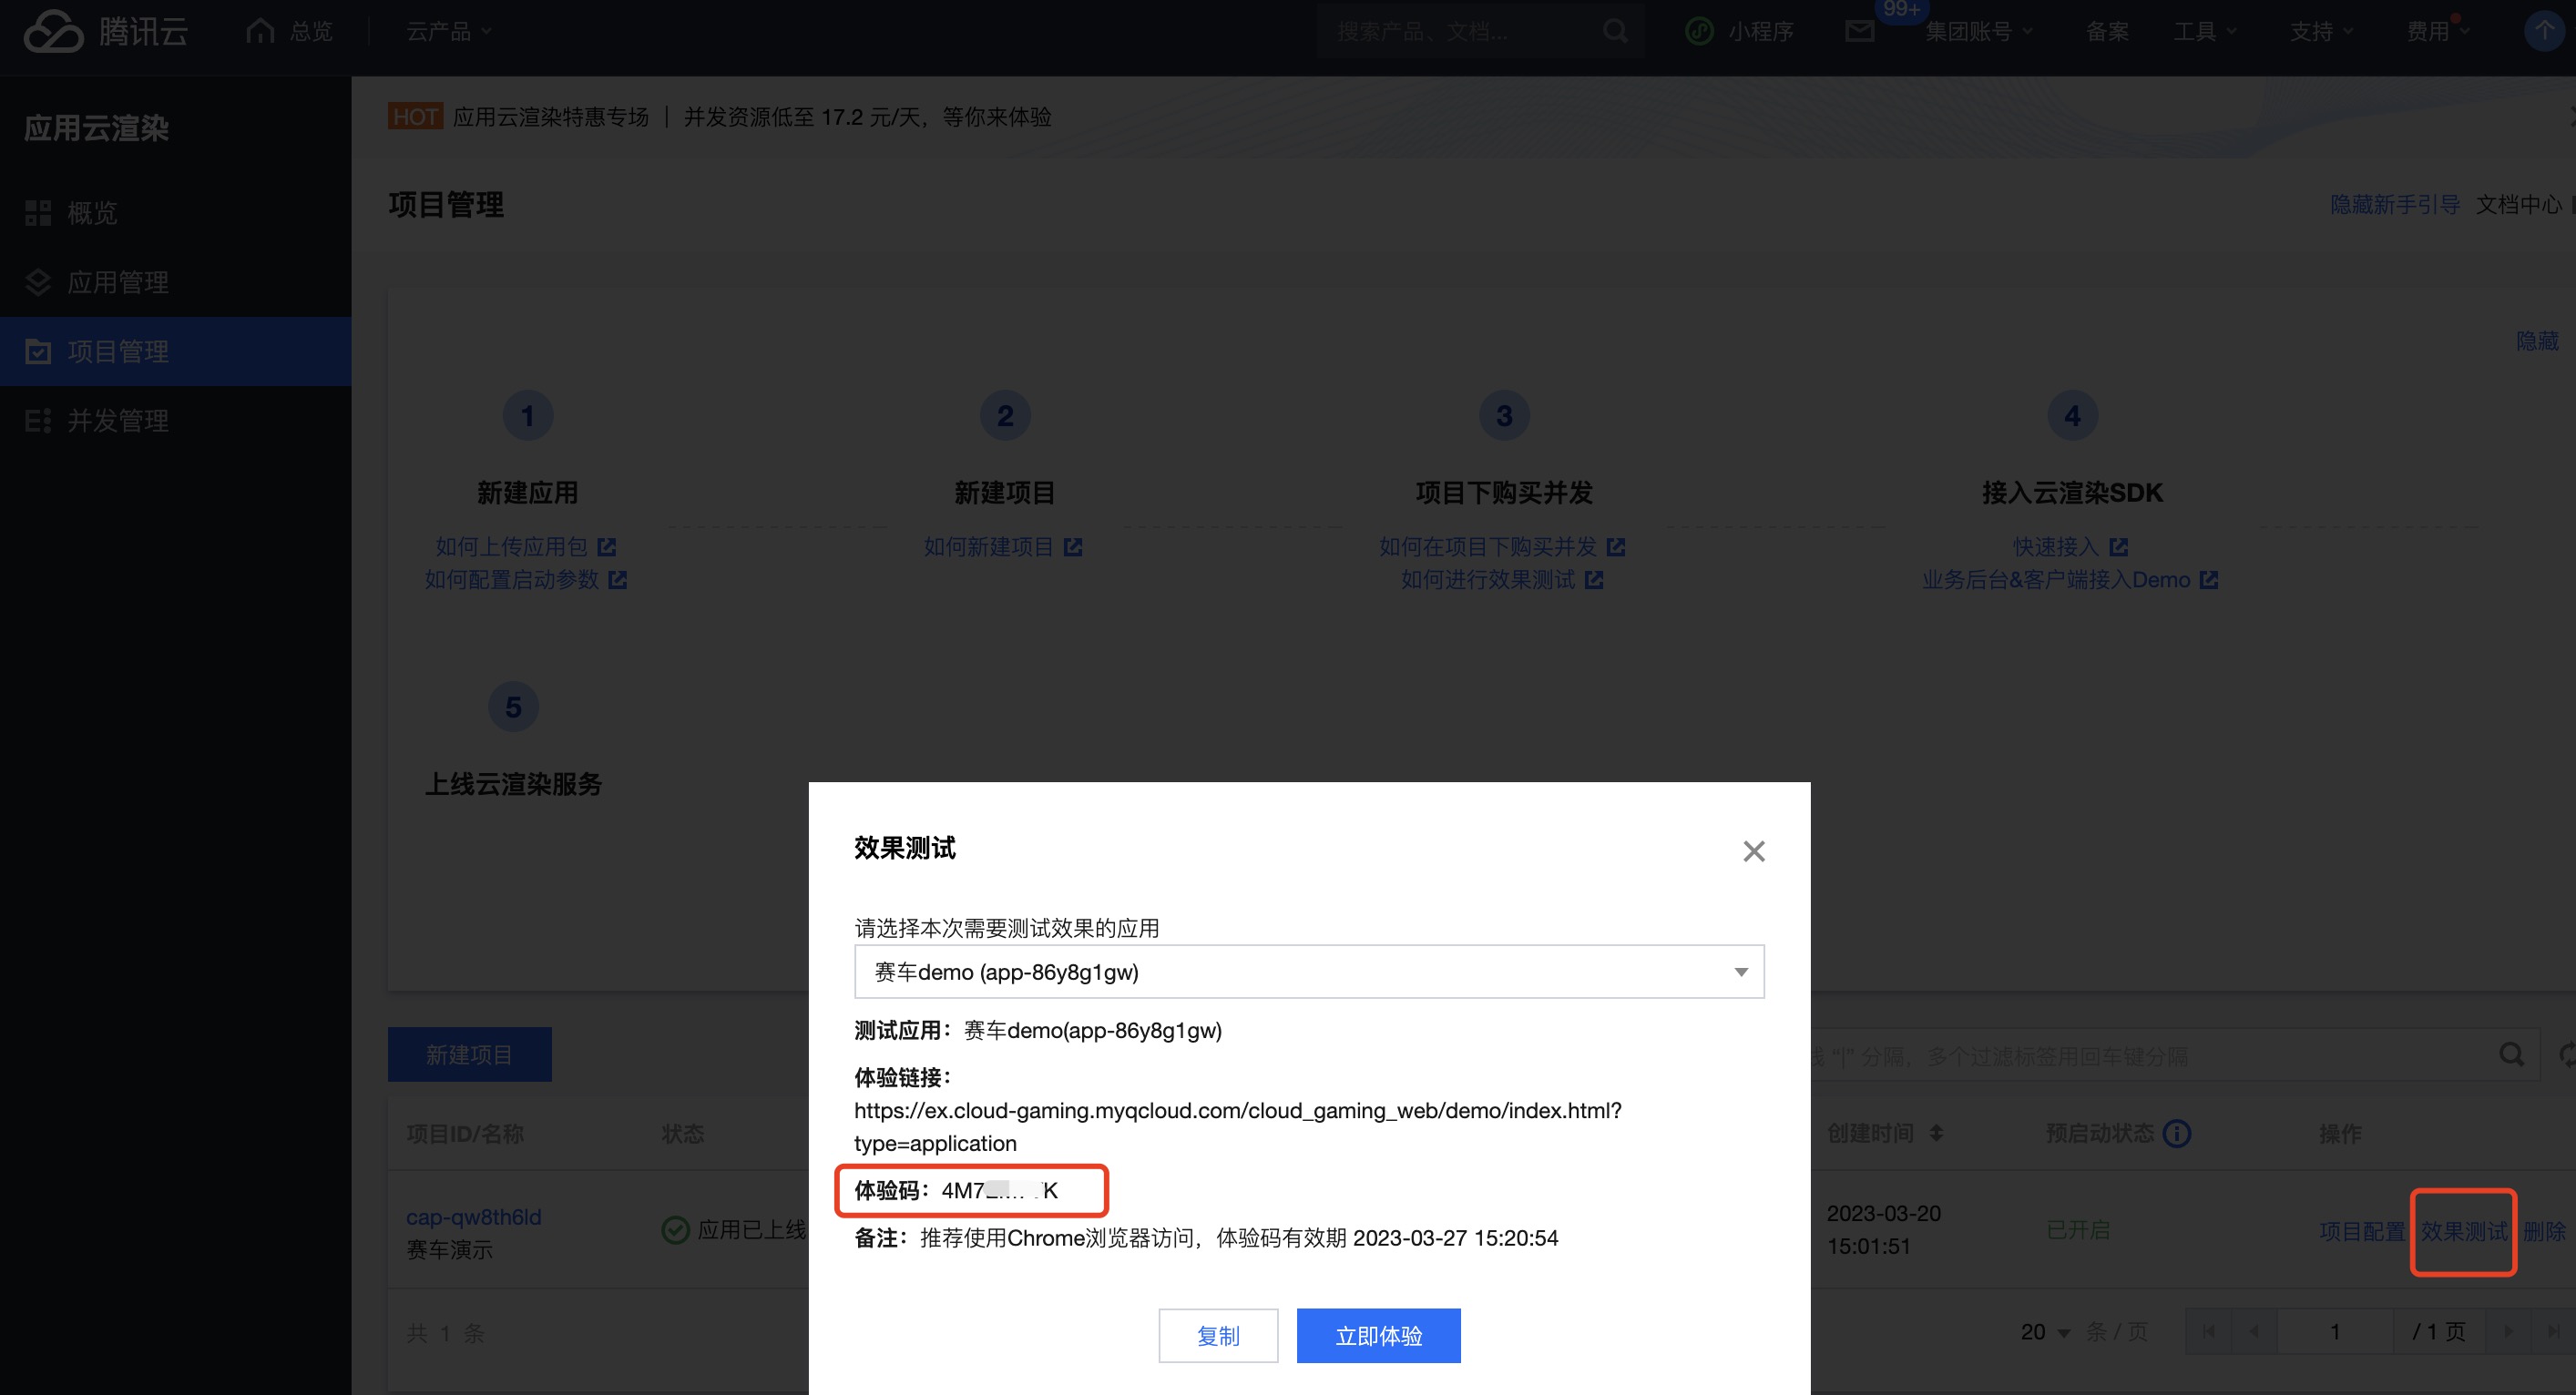 腾讯云
总览
云产品
搜索产品、文档...
小程序
99+
集团账号
备案
工具
支持
费用
应用云渲染
概览
应用管理
项目管理
并发管理
HOT 应用云渲染特惠专场 | 并发资源低至 17.2 元/天，等你来体验
项目管理
隐藏新手引导
文档中心
隐藏
1
新建应用
如何上传应用包
如何配置启动参数
2
新建项目
如何新建项目
3
项目下购买并发
如何在项目下购买并发
如何进行效果测试
4
接入云渲染SDK
快速接入
业务后台&客户端接入Demo
5
上线云渲染服务
新建项目
“|” 分隔，多个过滤标签用回车键分隔
项目ID/名称
状态
创建时间
预启动状态
操作
cap-qw8th6ld
赛车演示
应用已上线
2023-03-20
15:01:51
已开启
项目配置
效果测试
删除
共 1 条
20
条 / 页
1
/ 1 页
效果测试
请选择本次需要测试效果的应用
赛车demo (app-86y8g1gw)
测试应用：赛车demo(app-86y8g1gw)
体验链接：
https://ex.cloud-gaming.myqcloud.com/cloud_gaming_web/demo/index.html?
type=application
体验码：
备注：推荐使用Chrome浏览器访问，体验码有效期 2023-03-27 15:20:54
复制
立即体验